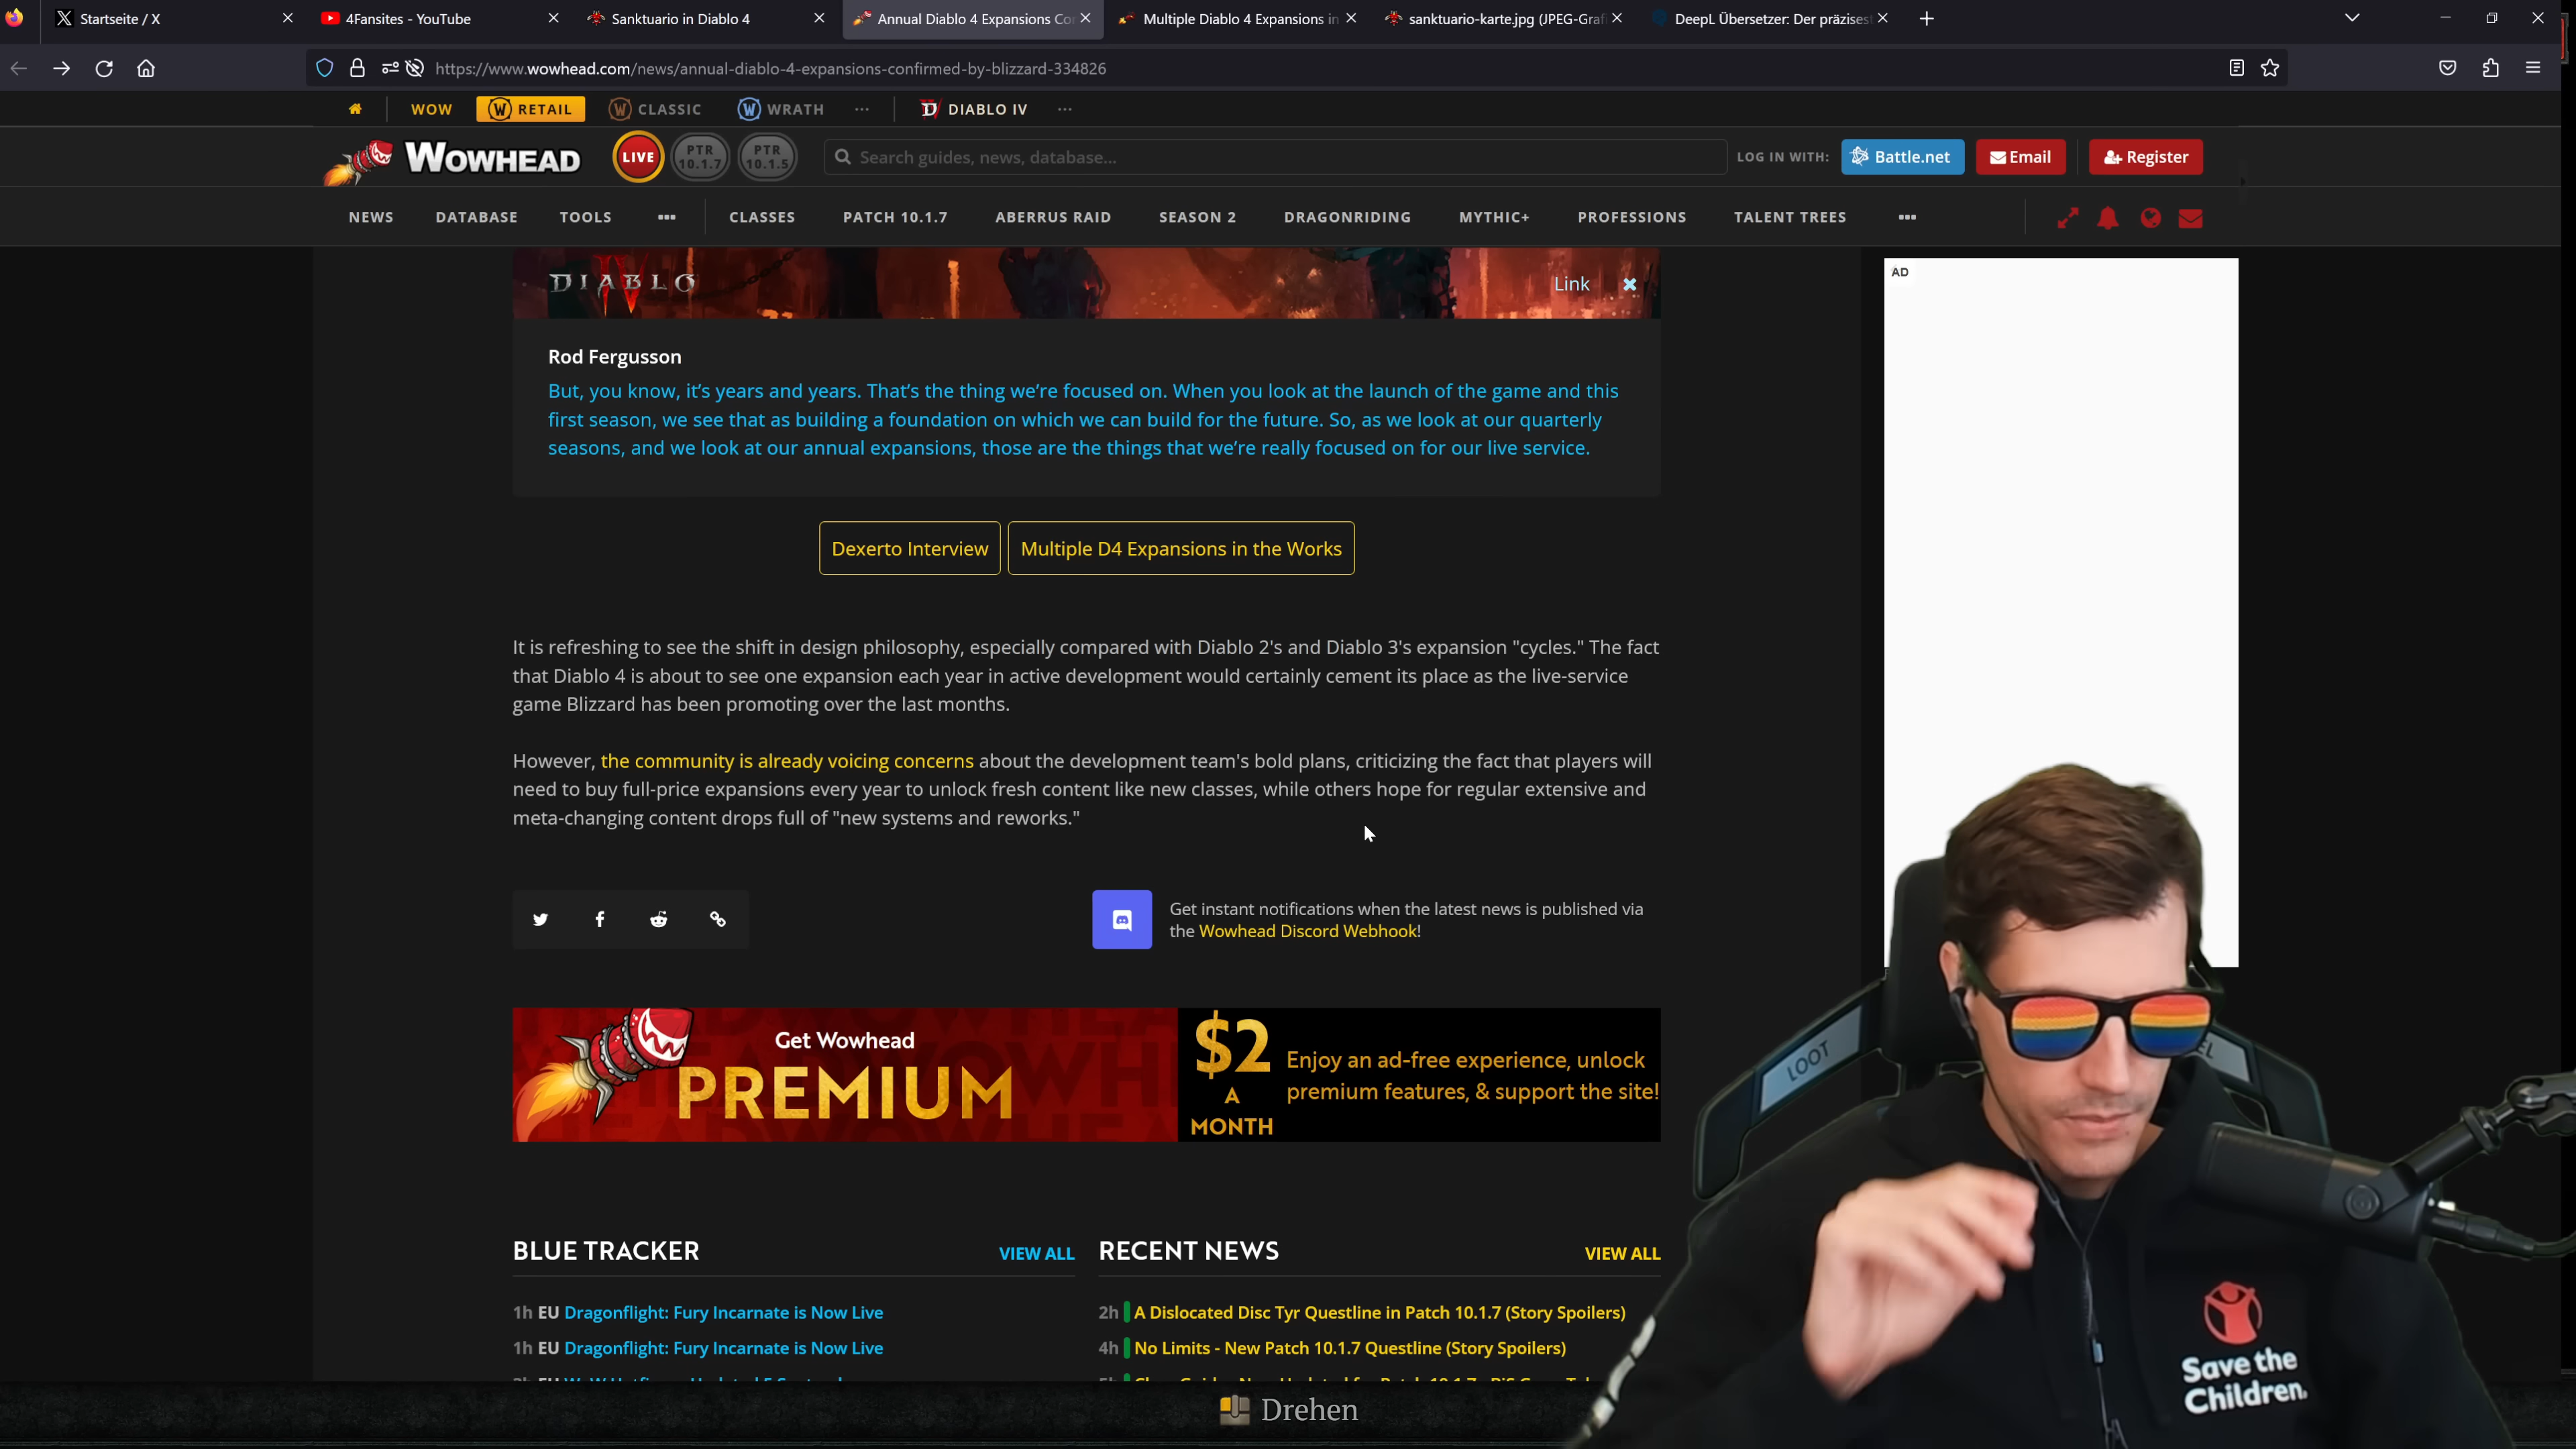 Startseite / X
4Fansites - YouTube
Sanktuario in Diablo 4
Annual Diablo 4 Expansions Co
Multiple Diablo 4 Expansions in
sanktuario-karte.jpg (JPEG-Grafi
DeepL Übersetzer: Der präzises
https://www.wowhead.com/news/annual-diablo-4-expansions-confirmed-by-blizzard-334826
WOW RETAIL CLASSIC WRATH ... DIABLO IV ...
WOWHEAD
LIVE
PTR
10.1.7
PTR
10.1.5
Search guides, news, database...
LOG IN WITH:
Battle.net
Email
Register
NEWS DATABASE TOOLS ... CLASSES PATCH 10.1.7 ABERRUS RAID SEASON 2 DRAGONRIDING MYTHIC+ PROFESSIONS TALENT TREES ...
DIABLO
IV
Link
AD
Rod Fergusson
But, you know, it's years and years. That's the thing we're focused on. When you look at the launch of the game and this
first season, we see that as building a foundation on which we can build for the future. So, as we look at our quarterly
seasons, and we look at our annual expansions, those are the things that we're really focused on for our live service.
Dexerto Interview
Multiple D4 Expansions in the Works
It is refreshing to see the shift in design philosophy, especially compared with Diablo 2's and Diablo 3's expansion "cycles." The fact
that Diablo 4 is about to see one expansion each year in active development would certainly cement its place as the live-service
game Blizzard has been promoting over the last months.
However, the community is already voicing concerns about the development team's bold plans, criticizing the fact that players will
need to buy full-price expansions every year to unlock fresh content like new classes, while others hope for regular extensive and
meta-changing content drops full of "new systems and reworks."
Get instant notifications when the latest news is published via
the Wowhead Discord Webhook!
Get Wowhead
PREMIUM
$2
A
MONTH
Enjoy an ad-free experience, unlock
premium features, & support the site!
LOOT
BLUE TRACKER
VIEW ALL
1h EU Dragonflight: Fury Incarnate is Now Live
1h EU Dragonflight: Fury Incarnate is Now Live
RECENT NEWS
VIEW ALL
2h A Dislocated Disc Tyr Questline in Patch 10.1.7 (Story Spoilers)
4h No Limits - New Patch 10.1.7 Questline (Story Spoilers)
Drehen
Save the
Children.